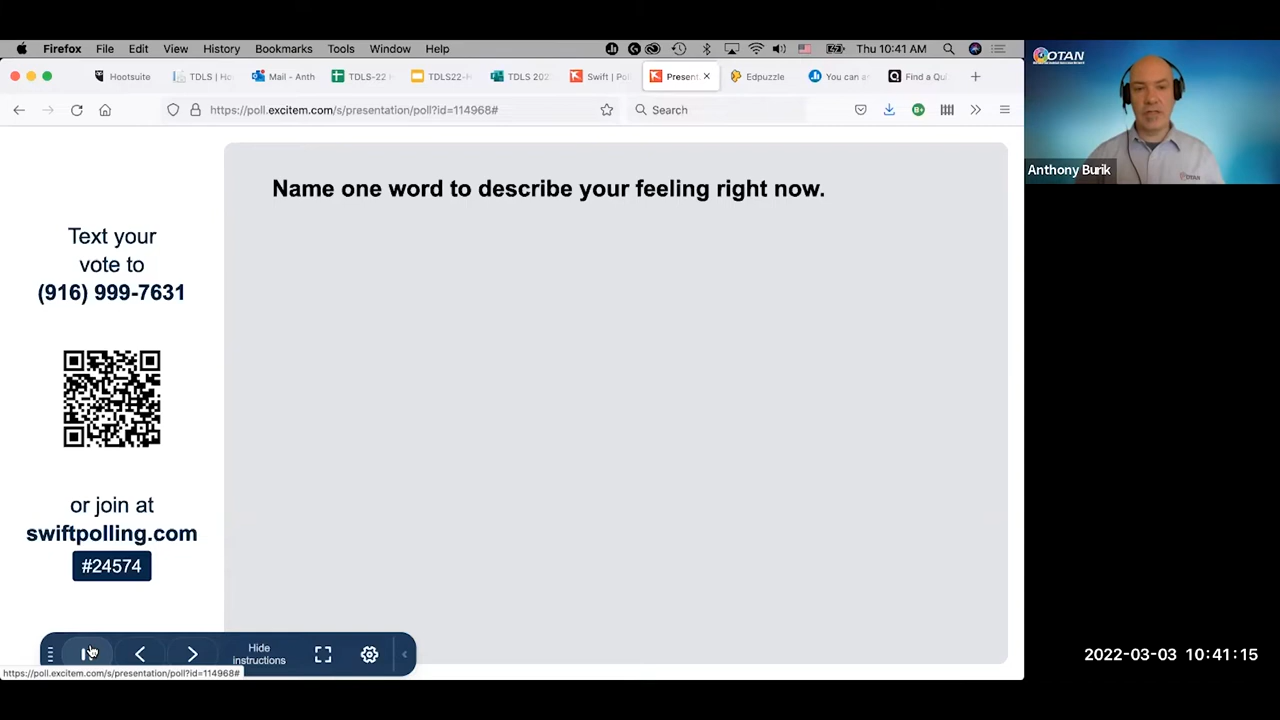 Firefox File Edit View History Bookmarks Tools Window Help Thu 10:41 AM
Hootsuite TDLS | Ho Mail - Anth TDLS-22 TDLS22-H TDLS 202 Swift | Pol Present Edpuzzle You can a Find a Qu
https://poll.excitem.com/s/presentation/poll?id=114968#
Search
OTAN
Anthony Burik
Name one word to describe your feeling right now.
Text your
vote to
(916) 999-7631
or join at
swiftpolling.com
#24574
Hide
instructions
https://poll.excitem.com/s/presentation/poll?id=114968#
2022-03-03 10:41:15